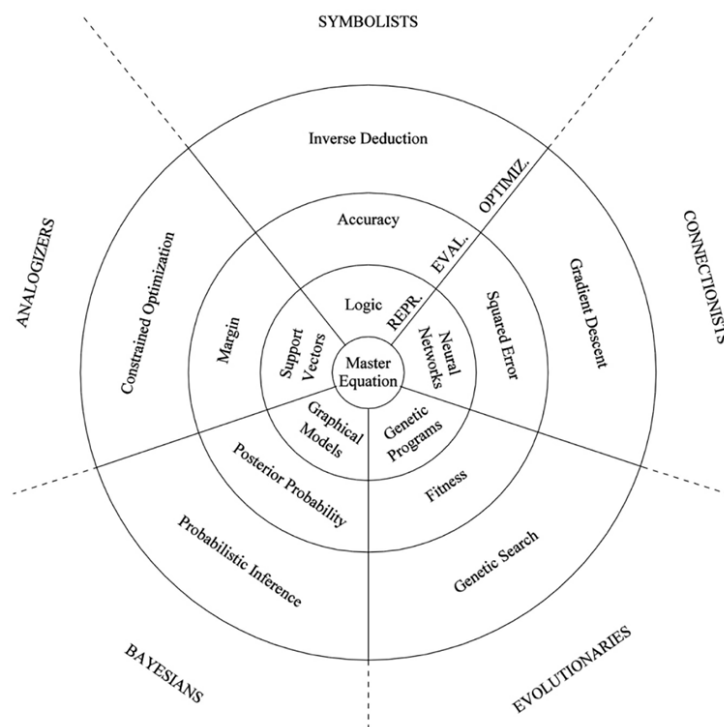 SYMBOLISTS
Inverse Deduction
OPTIMIZ.
Accuracy
EVAL.
Logic
REPR.
ANALOGIZERS
Constrained Optimization
Margin
Support
Vectors
Master
Equation
Neural
Networks
Squared Error
Gradient Descent
CONNECTIONISTS
Graphical
Models
Genetic
Programs
Posterior Probability
Fitness
Probabilistic Inference
Genetic Search
BAYESIANS
EVOLUTIONARIES